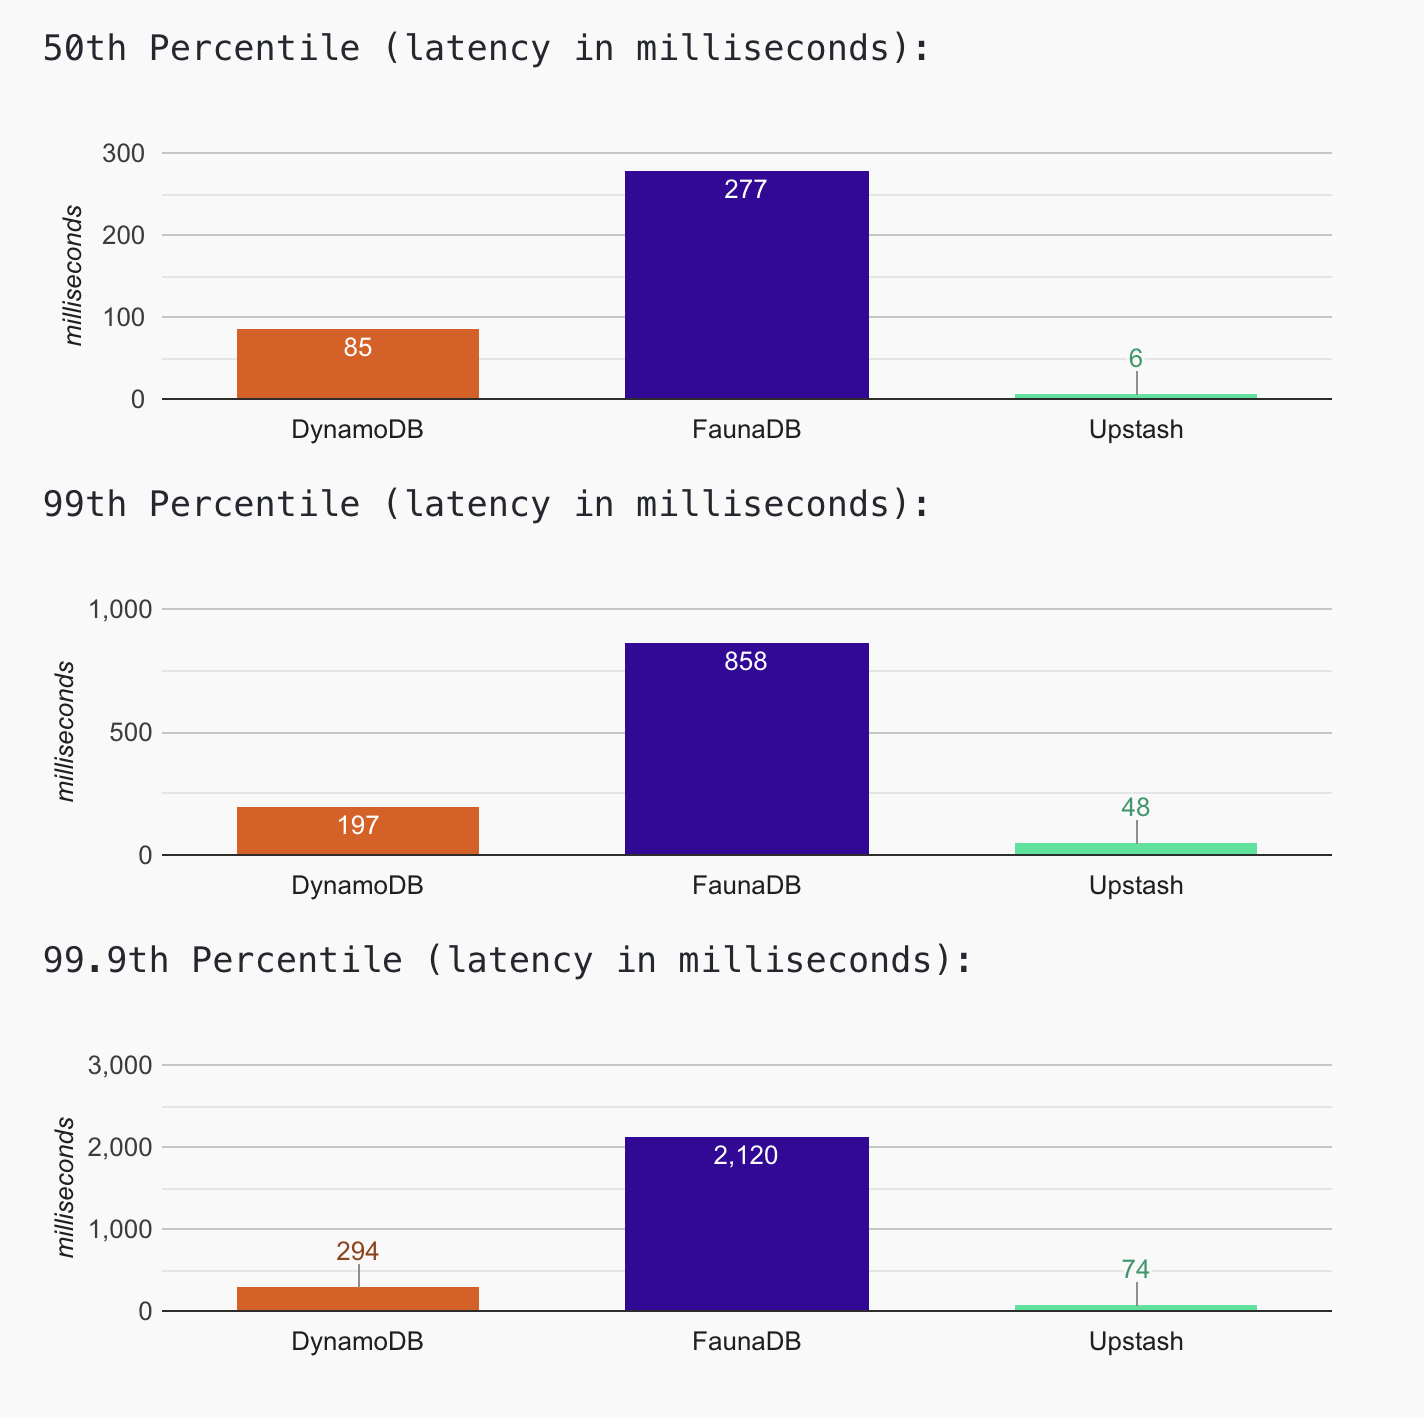 50th Percentile (latency in milliseconds):
300
277
200
milliseconds
100
85
6
0
DynamoDB FaunaDB Upstash
99th Percentile (latency in milliseconds):
1,000
858
500
milliseconds
197
48
0
DynamoDB FaunaDB Upstash
99.9th Percentile (latency in milliseconds):
3,000
2,000
2,120
milliseconds
1,000
294
74
0
DynamoDB FaunaDB Upstash